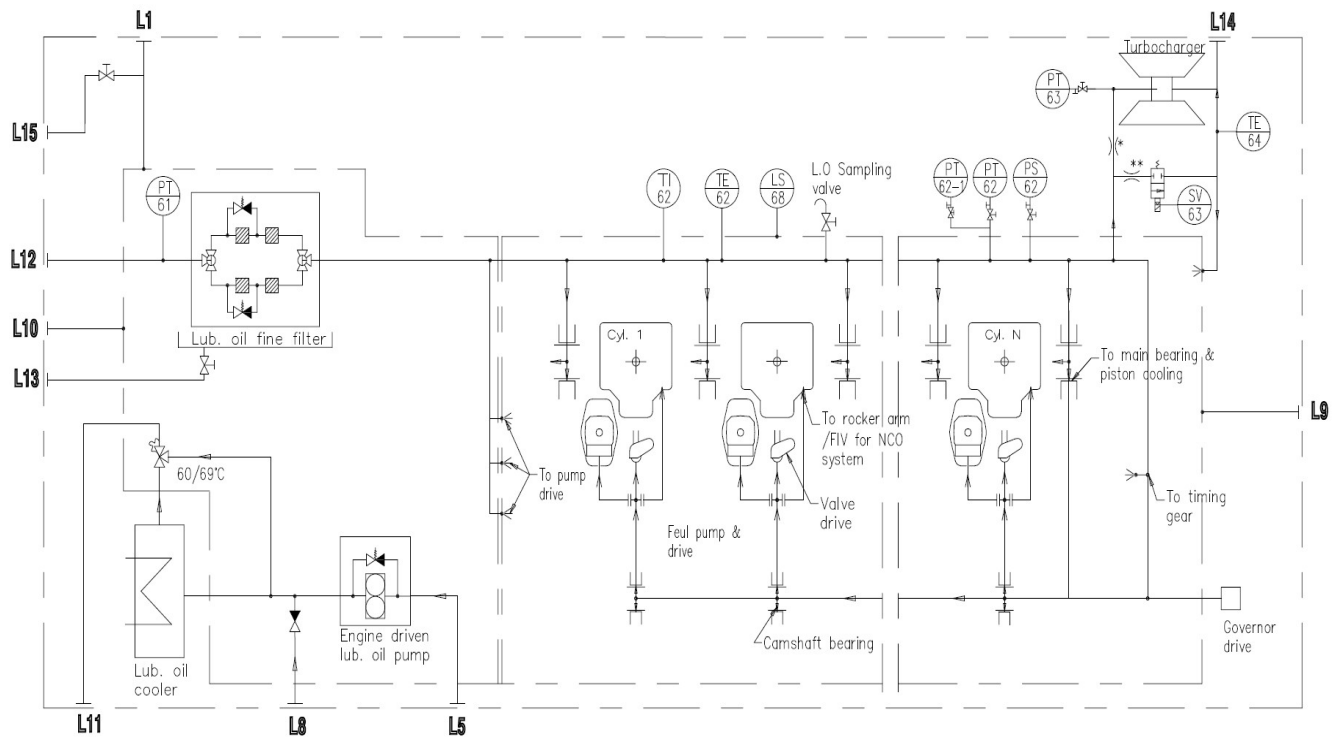 L1
L14
Turbocharger
PT
63
L15
TE
64
*
**
PT
61
TI
62
TE
62
LS
68
L.O Sampling
valve
PT
62-1
PT
62
PS
62
SV
63
L12
L10
Lub. oil fine filter
L13
Cyl. 1
Cyl. N
To main bearing &
piston cooling
L9
To rocker arm
/FIV for NCO
system
60/69°C
To pump
drive
Valve
drive
To timing
gear
Feul pump &
drive
Engine driven
lub. oil pump
Camshaft bearing
Governor
drive
Lub. oil
cooler
L11
L8
L5